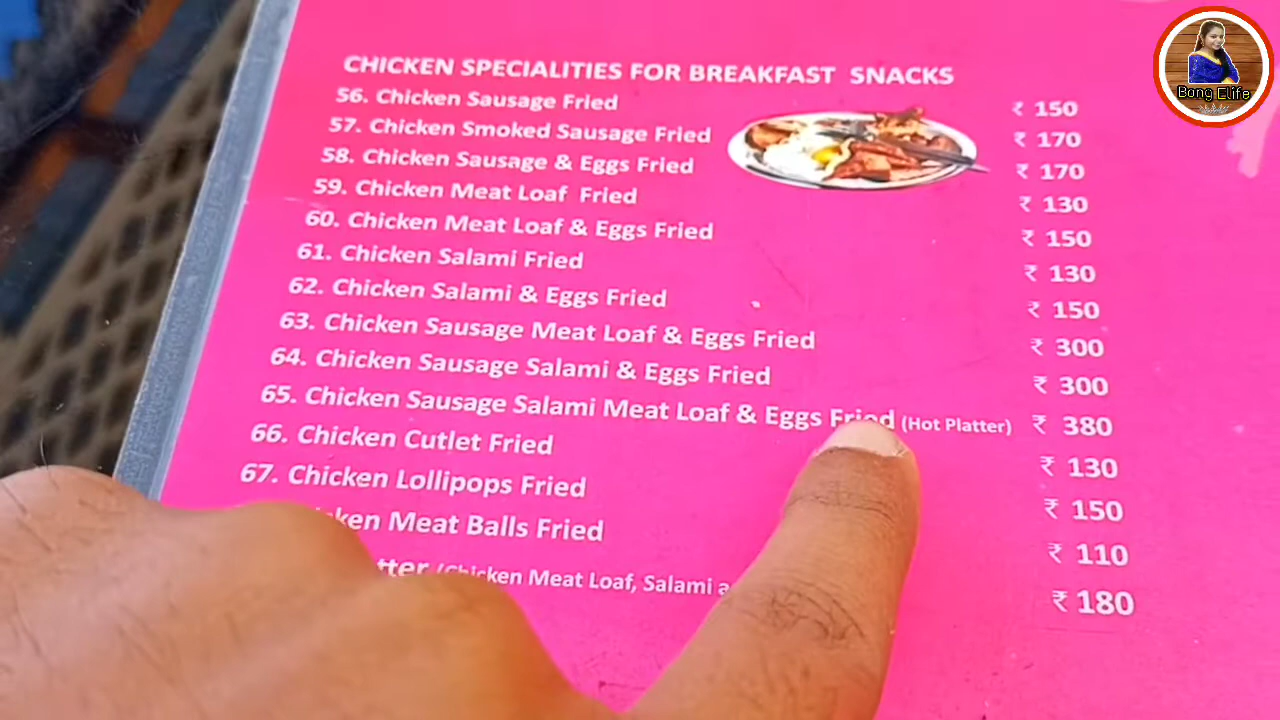 CHICKEN SPECIALITIES FOR BREAKFAST SNACKS
56. Chicken Sausage Fried ₹ 150
57. Chicken Smoked Sausage Fried ₹ 170
58. Chicken Sausage & Eggs Fried ₹ 170
59. Chicken Meat Loaf Fried ₹ 130
60. Chicken Meat Loaf & Eggs Fried ₹ 150
61. Chicken Salami Fried ₹ 130
62. Chicken Salami & Eggs Fried ₹ 150
63. Chicken Sausage Meat Loaf & Eggs Fried ₹ 300
64. Chicken Sausage Salami & Eggs Fried ₹ 300
65. Chicken Sausage Salami Meat Loaf & Eggs Fried (Hot Platter) ₹ 380
66. Chicken Cutlet Fried ₹ 130
67. Chicken Lollipops Fried ₹ 150
Meat Balls Fried ₹ 110
(Chicken Meat Loaf, Salami ₹ 180
Bong Elife